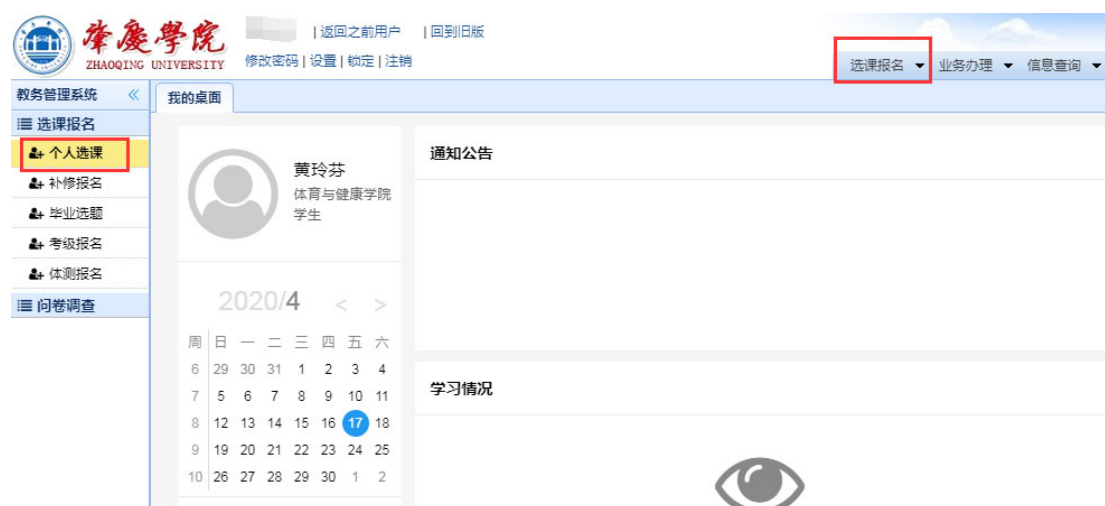 肇慶學院
ZHAOQING UNIVERSITY
|返回之前用户 |回到旧版
修改密码|设置|锁定|注销
选课报名 业务办理 信息查询
教务管理系统 《
我的桌面
选课报名
个人选课
补修报名
毕业选题
考级报名
体测报名
问卷调查
黄玲芬
体育与健康学院
学生
通知公告
2020/4 < >
周 日 一 二 三 四 五 六
6 29 30 31 1 2 3 4
7 5 6 7 8 9 10 11
8 12 13 14 15 16 17 18
9 19 20 21 22 23 24 25
10 26 27 28 29 30 1 2
学习情况